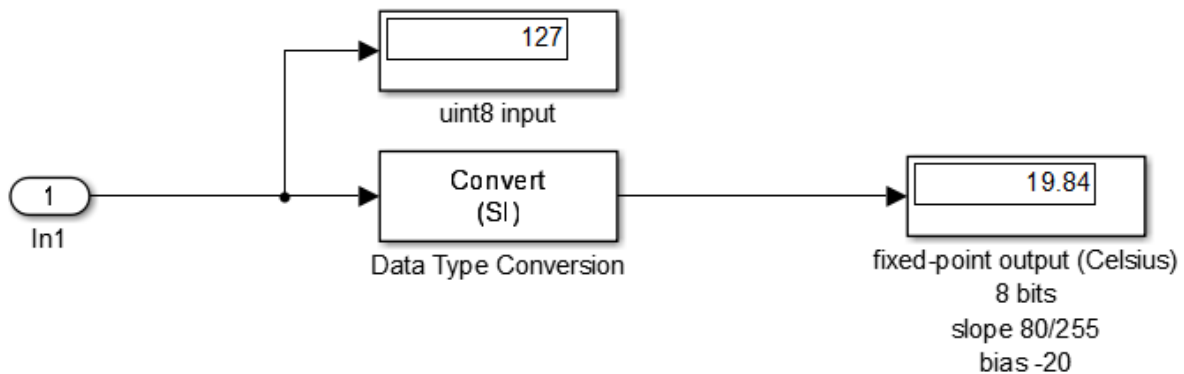 127
uint8 input
1
In1
Convert
(SI)
Data Type Conversion
19.84
fixed-point output (Celsius)
8 bits
slope 80/255
bias -20